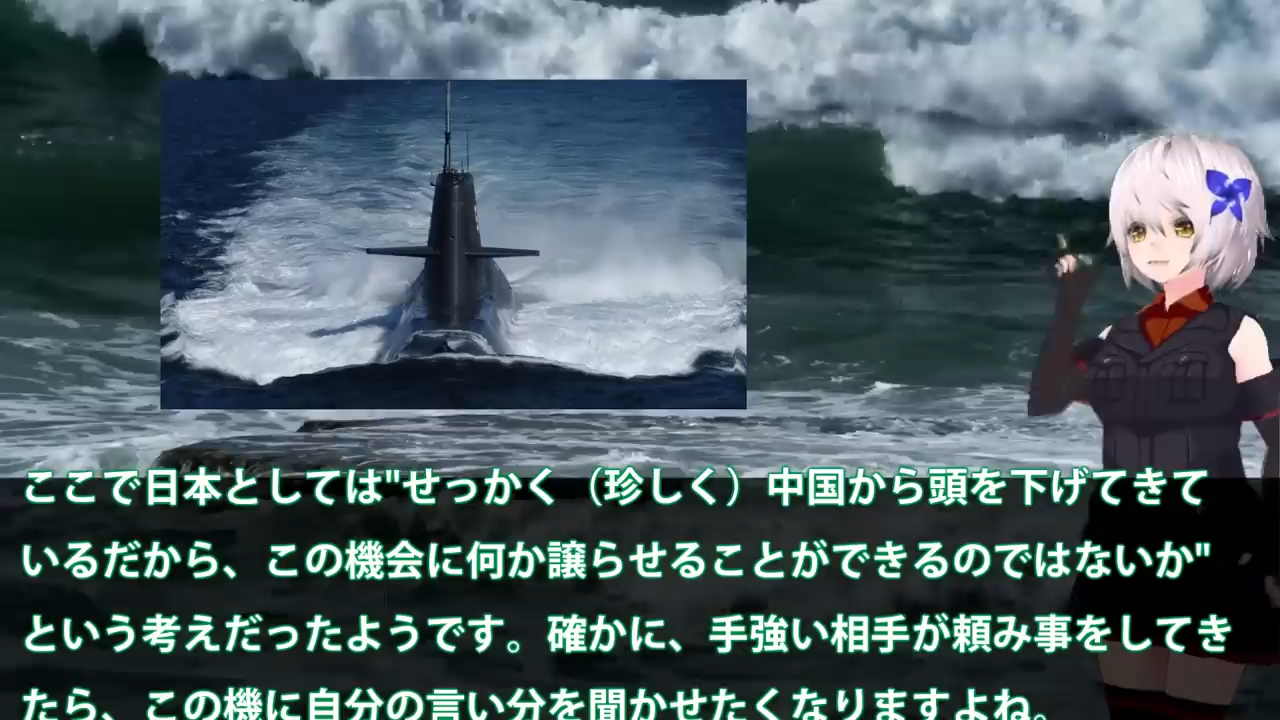 ここで日本としては"せっかく（珍しく）中国から頭を下げてきて
いるだから、この機会に何か譲らせることができるのではないか"
という考えだったようです。確かに、手強い相手が頼み事をしてき
たら、この機に自分の言い分を聞かせたくなりますよね。